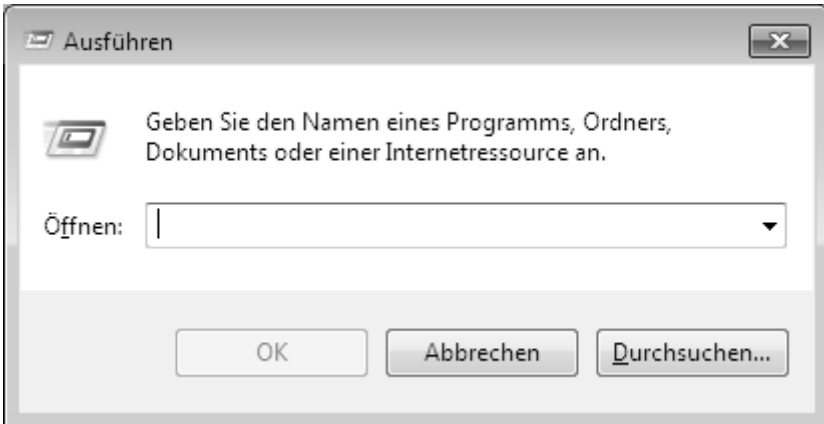 Ausführen
Geben Sie den Namen eines Programms, Ordners,
Dokuments oder einer Internetressource an.
Öffnen:
OK Abbrechen Durchsuchen...